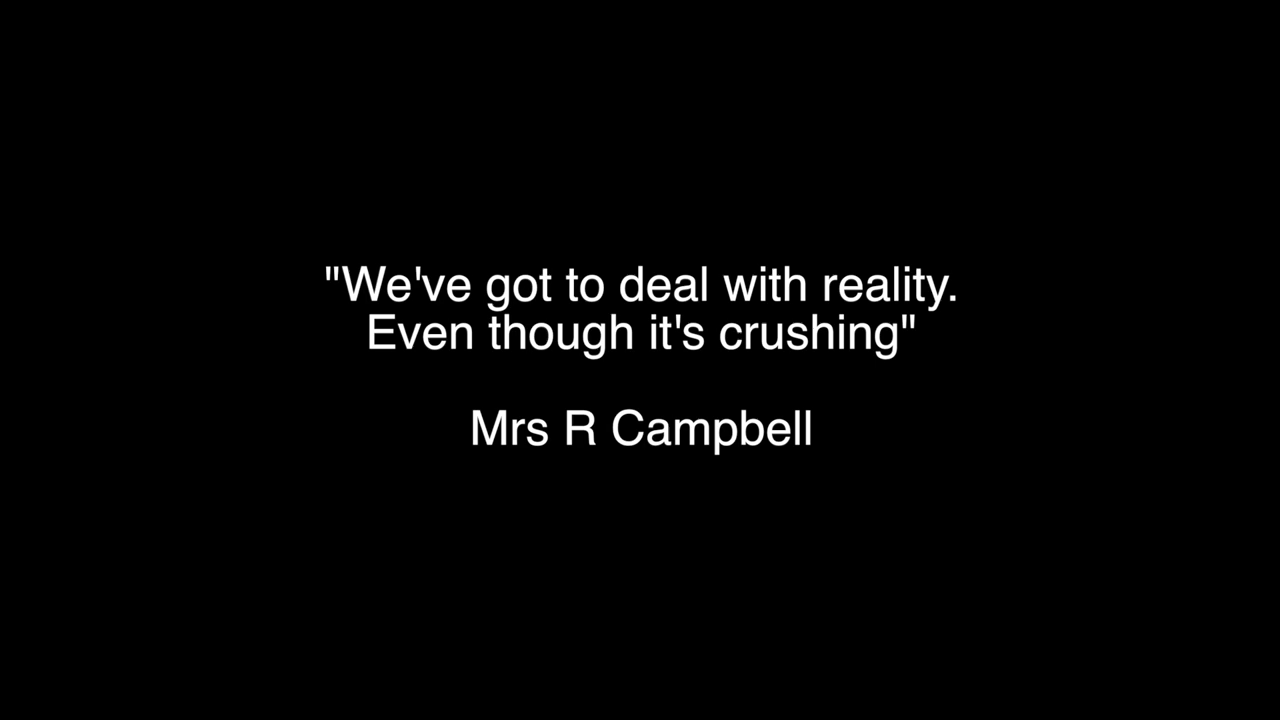 "We've got to deal with reality.
Even though it's crushing"
Mrs R Campbell